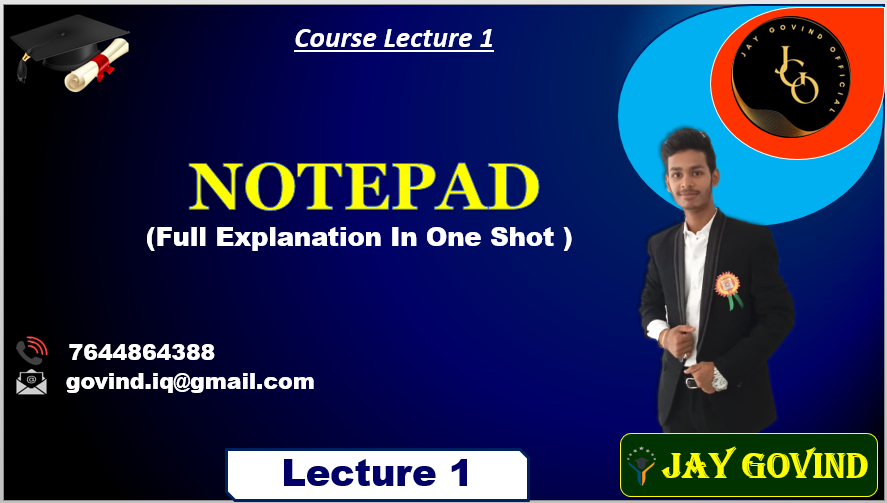 Course Lecture 1
JAY GOVIND OFFICIAL
JGO
NOTEPAD
(Full Explanation In One Shot )
7644864388
govind.iq@gmail.com
Lecture 1
JAY GOVIND